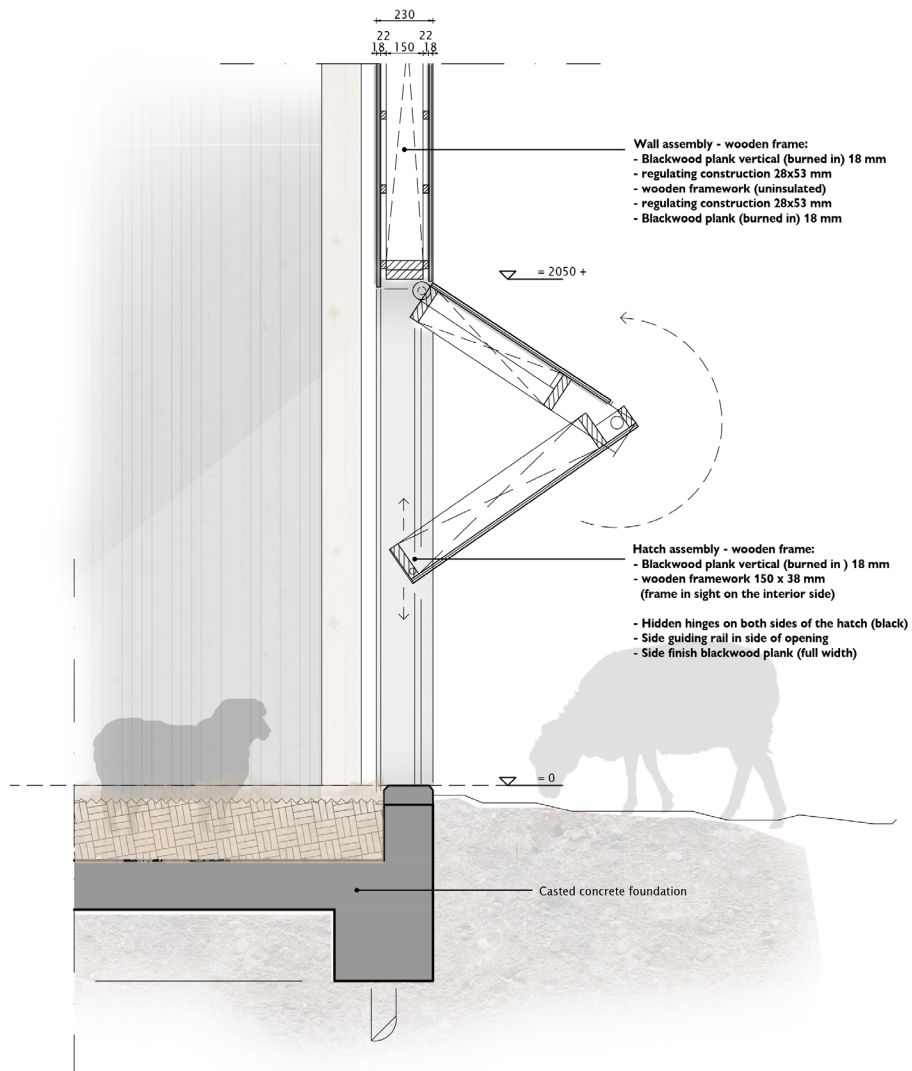 230
22 22
18 150 18
Wall assembly - wooden frame:
- Blackwood plank vertical (burned in) 18 mm
- regulating construction 28x53 mm
- wooden framework (uninsulated)
- regulating construction 28x53 mm
- Blackwood plank (burned in) 18 mm
= 2050 +
Hatch assembly - wooden frame:
- Blackwood plank vertical (burned in ) 18 mm
- wooden framework 150 x 38 mm
(frame in sight on the interior side)
- Hidden hinges on both sides of the hatch (black)
- Side guiding rail in side of opening
- Side finish blackwood plank (full width)
= 0
Casted concrete foundation